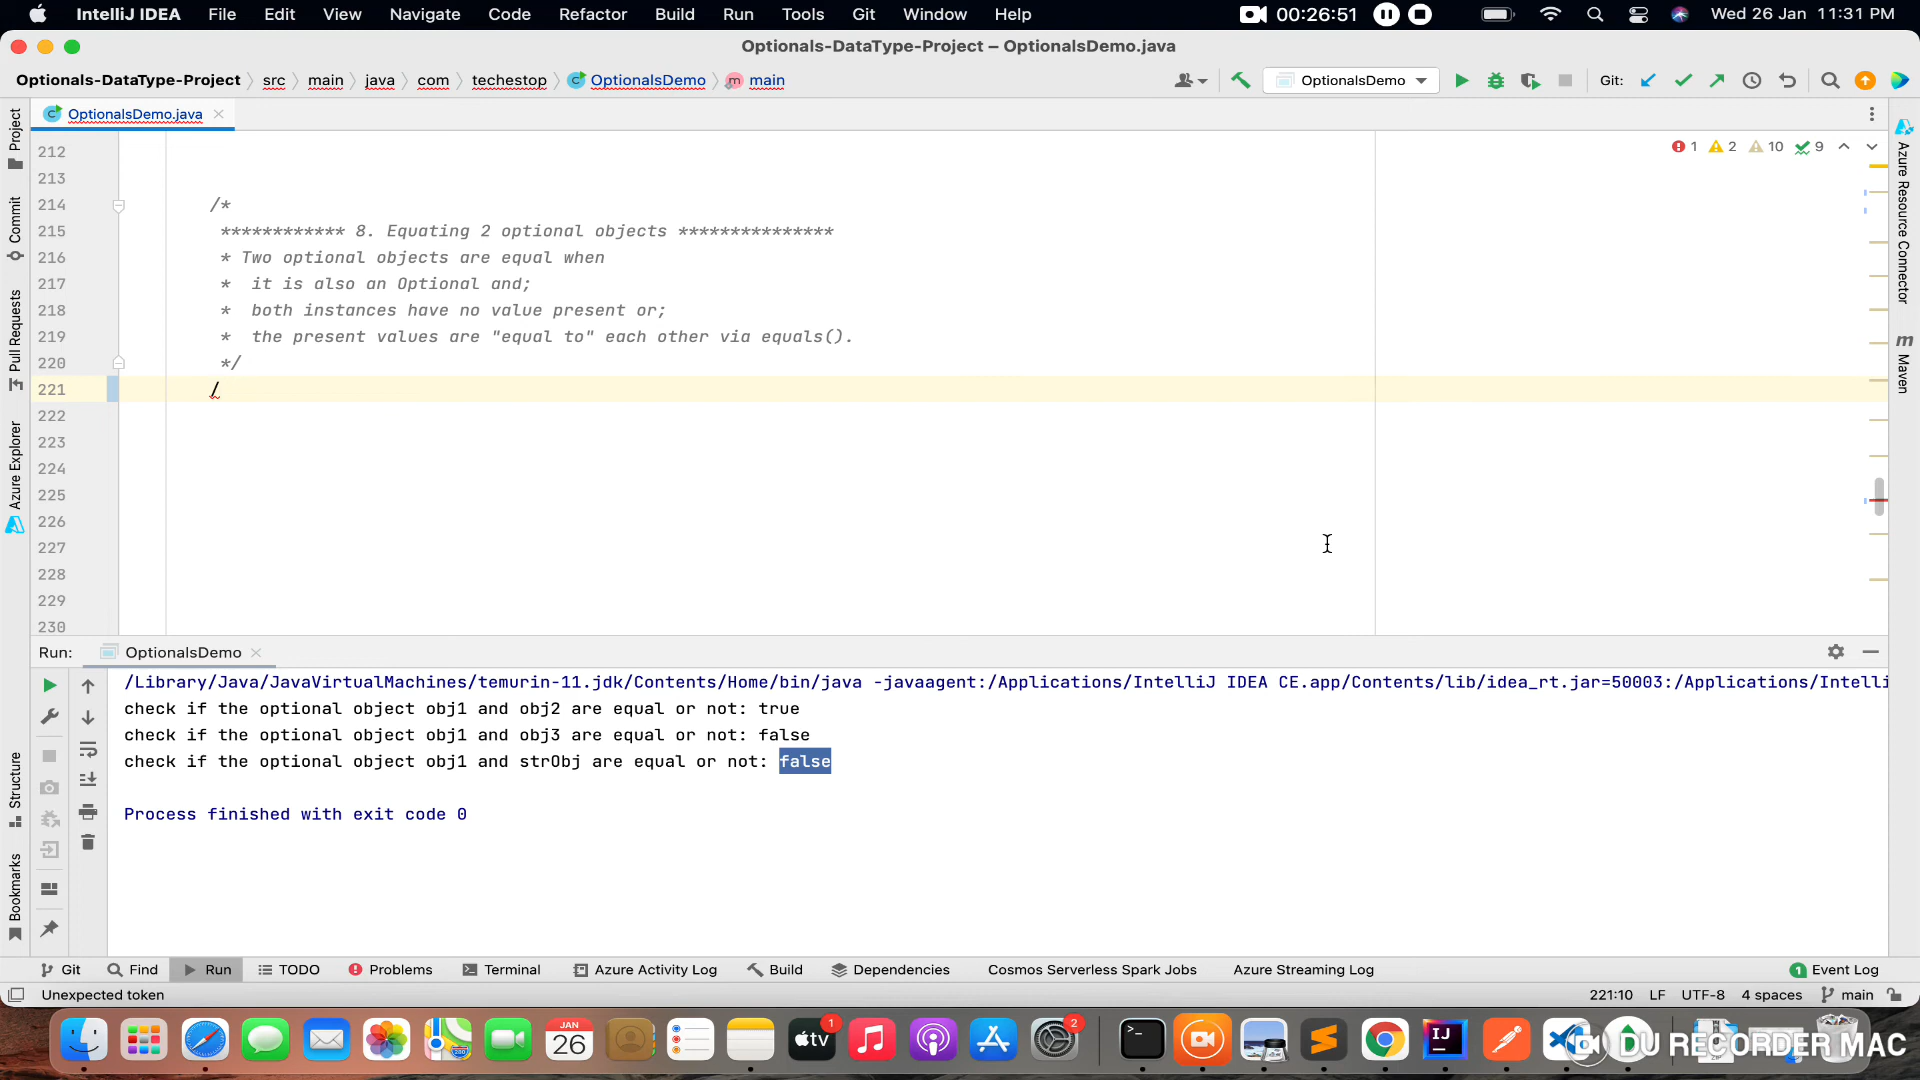 IntelliJ IDEA File Edit View Navigate Code Refactor Build Run Tools Git Window Help 00:26:51 Wed 26 Jan 11:31 PM
Optionals-DataType-Project – OptionalsDemo.java
Optionals-DataType-Project src main java com techestop OptionalsDemo main OptionalsDemo Git:
OptionalsDemo.java
1 2 10 9
212
213
214 /*
215 ************ 8. Equating 2 optional objects ***************
216 * Two optional objects are equal when
217 * it is also an Optional and;
218 * both instances have no value present or;
219 * the present values are "equal to" each other via equals().
220 */
221 /
222
223
224
225
226
227
228
229
230
Project
Commit
Pull Requests
Azure Explorer
Structure
Bookmarks
Azure Resource Connector
m Maven
Run: OptionalsDemo
/Library/Java/JavaVirtualMachines/temurin-11.jdk/Contents/Home/bin/java -javaagent:/Applications/IntelliJ IDEA CE.app/Contents/lib/idea_rt.jar=50003:/Applications/Intelli
check if the optional object obj1 and obj2 are equal or not: true
check if the optional object obj1 and obj3 are equal or not: false
check if the optional object obj1 and strObj are equal or not: false
Process finished with exit code 0
Git Find Run TODO Problems Terminal Azure Activity Log Build Dependencies Cosmos Serverless Spark Jobs Azure Streaming Log 1 Event Log
Unexpected token 221:10 LF UTF-8 4 spaces main
JAN
26
tv
1
2
IJ
DU RECORDER MAC